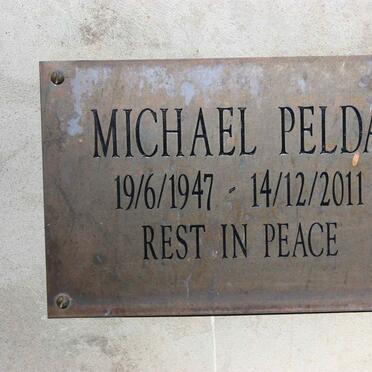 MICHAEL PELDA
19/6/1947 - 14/12/2011
REST IN PEACE